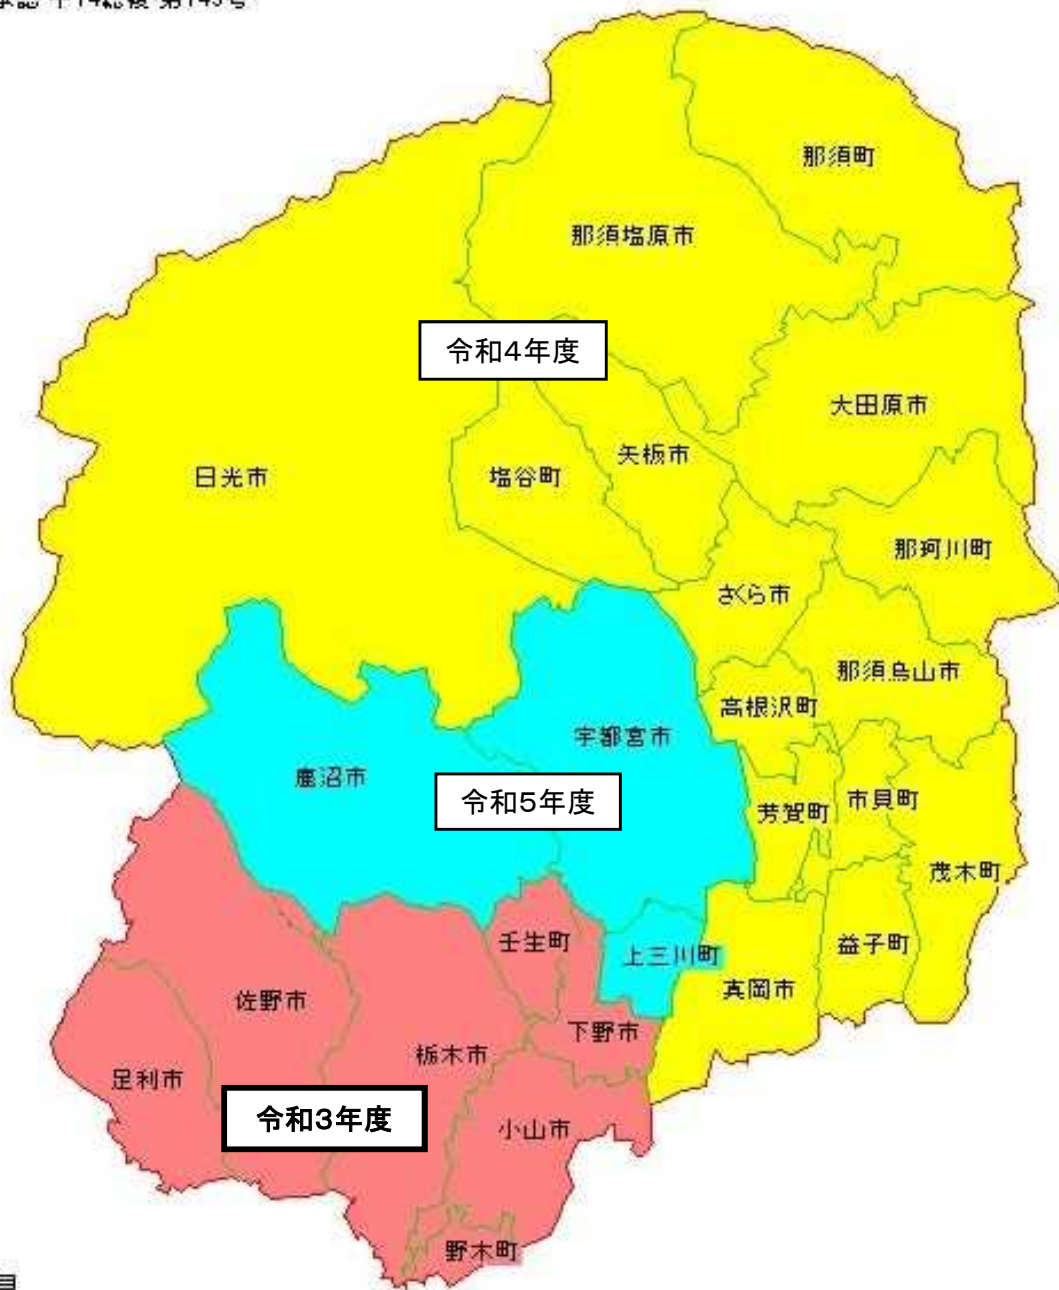 那須町
那須塩原市
令和4年度
大田原市
矢板市
塩谷町
日光市
那珂川町
さくら市
那須烏山市
高根沢町
宇都宮市
鹿沼市
令和5年度
市貝町
芳賀町
茂木町
壬生町
益子町
上三川町
真岡市
佐野市
下野市
栃木市
足利市
令和3年度
小山市
野木町